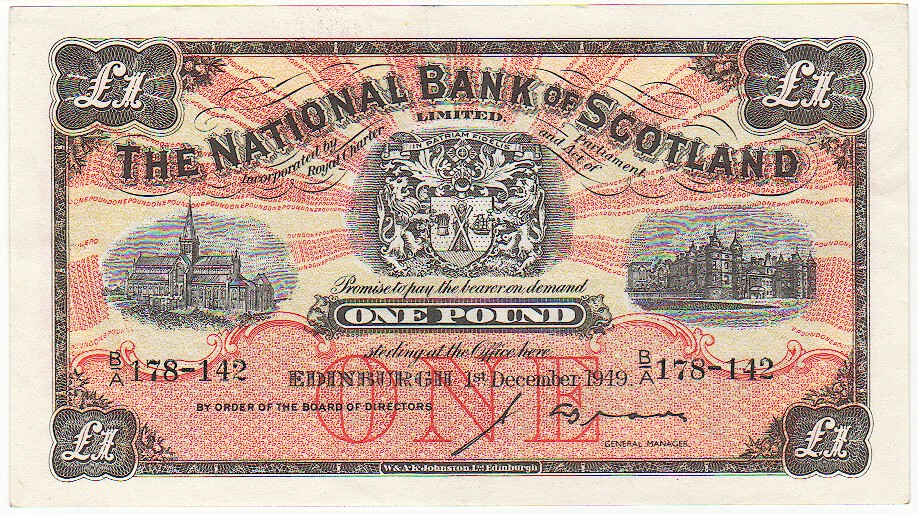 £1 £1
THE NATIONAL BANK OF SCOTLAND
LIMITED
Incorporated by Royal Charter and Act of Parliament
IN PATRIAM FIDELIS
Promise to pay the bearer on demand
ONE POUND
sterling at the Office here
B/A 178-142 EDINBURGH 1st December 1949. B/A 178-142
ONE
BY ORDER OF THE BOARD OF DIRECTORS
GENERAL MANAGER.
£1 £1
W. & A. K. Johnston, Ltd. Edinburgh